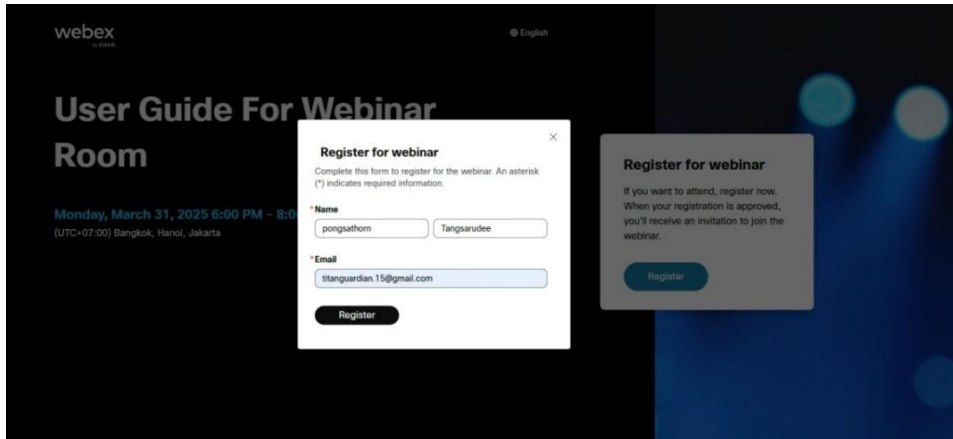 webex
by CISCO
English
User Guide For Webinar
Room
Monday, March 31, 2025 6:00 PM - 8:0
(UTC+07:00) Bangkok, Hanoi, Jakarta
Register for webinar
Complete this form to register for the webinar. An asterisk
(*) indicates required information.
*Name
pongsathorn Tangsarudee
*Email
titanguardian.15@gmail.com
Register
Register for webinar
If you want to attend, register now.
When your registration is approved,
you'll receive an invitation to join the
webinar.
Register